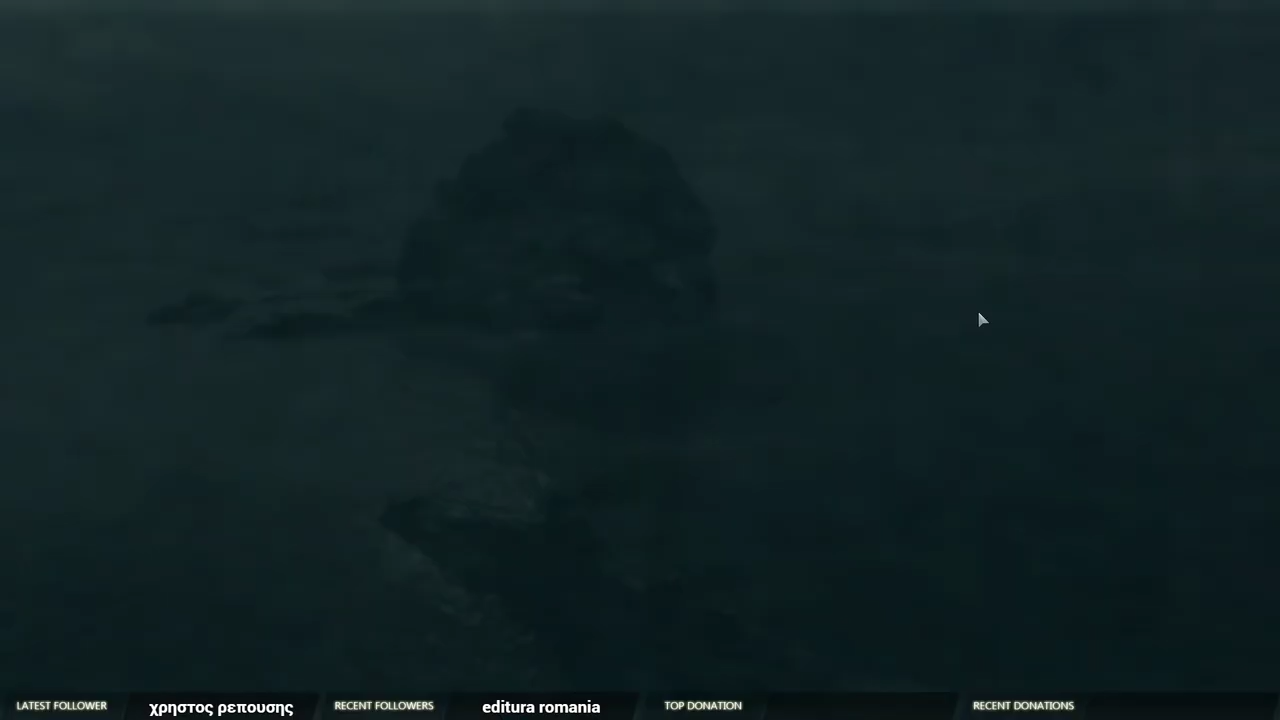 LATEST FOLLOWER χρηστος ρεπουσης RECENT FOLLOWERS editura romania TOP DONATION RECENT DONATIONS